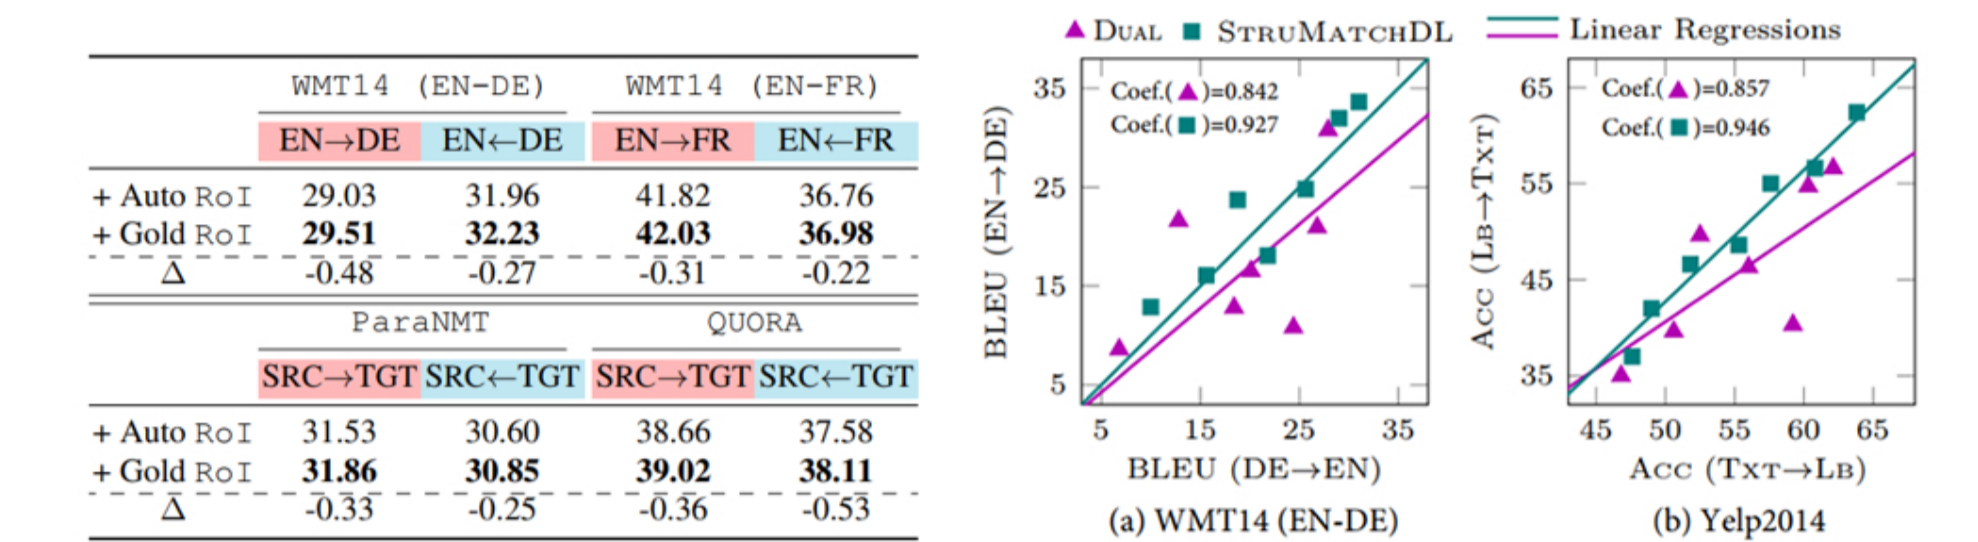 WMT14 (EN-DE) WMT14 (EN-FR)
EN→DE EN←DE EN→FR EN←FR
+ Auto RoI 29.03 31.96 41.82 36.76
+ Gold RoI 29.51 32.23 42.03 36.98
Δ -0.48 -0.27 -0.31 -0.22
ParaNMT QUORA
SRC→TGT SRC←TGT SRC→TGT SRC←TGT
+ Auto RoI 31.53 30.60 38.66 37.58
+ Gold RoI 31.86 30.85 39.02 38.11
Δ -0.33 -0.25 -0.36 -0.53
▲ DUAL ■ STRUMATCHDL Linear Regressions
BLEU (EN→DE)
35
25
15
5
Coef.(▲)=0.842
Coef.(■)=0.927
5 15 25 35
BLEU (DE→EN)
(a) WMT14 (EN-DE)
ACC (LB→TXT)
65
55
45
35
Coef.(▲)=0.857
Coef.(■)=0.946
45 50 55 60 65
ACC (TXT→LB)
(b) Yelp2014